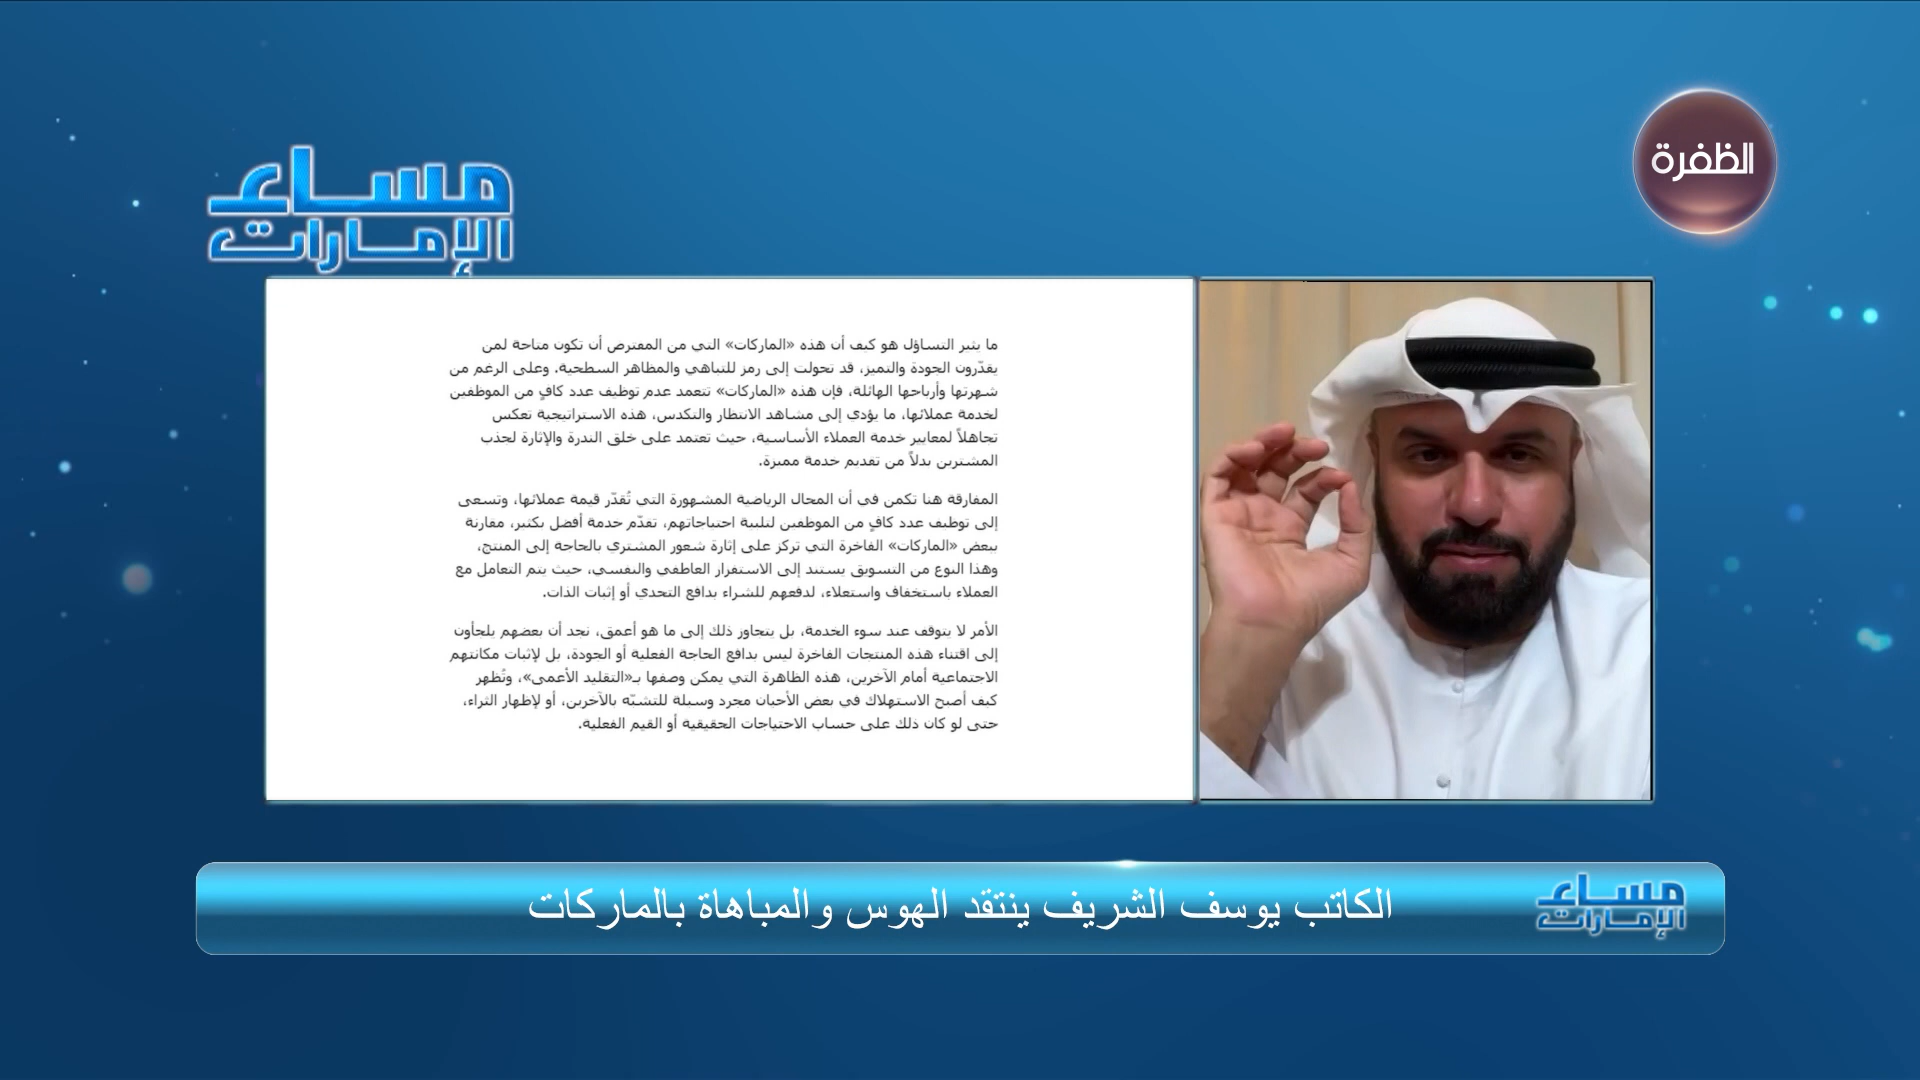 الظفرة
مساء
الإمارات
ما يثير التساؤل هو كيف أن هذه «الماركات» التي من المفترض أن تكون متاحة لمن
يقدّرون الجودة والتميز، قد تحولت إلى رمز للتباهي والمظاهر السطحية. وعلى الرغم من
شهرتها وأرباحها الهائلة، فإن هذه «الماركات» تتعمد عدم توظيف عدد كافٍ من الموظفين
لخدمة عملائها، ما يؤدي إلى مشاهد الانتظار والتكدس، هذه الاستراتيجية تعكس
تجاهلاً لمعايير خدمة العملاء الأساسية، حيث تعتمد على خلق الندرة والإثارة لجذب
المشترين بدلاً من تقديم خدمة مميزة.
المفارقة هنا تكمن في أن المحال الرياضية المشهورة التي تُقدّر قيمة عملائها، وتسعى
إلى توظيف عدد كافٍ من الموظفين لتلبية احتياجاتهم، تقدّم خدمة أفضل بكثير، مقارنة
ببعض «الماركات» الفاخرة التي تركز على إثارة شعور المشتري بالحاجة إلى المنتج،
وهذا النوع من التسويق يستند إلى الاستفزاز العاطفي والنفسي، حيث يتم التعامل مع
العملاء باستخفاف واستعلاء، لدفعهم للشراء بدافع التحدي أو إثبات الذات.
الأمر لا يتوقف عند سوء الخدمة، بل يتجاوز ذلك إلى ما هو أعمق، نجد أن بعضهم يلجأون
إلى اقتناء هذه المنتجات الفاخرة ليس بدافع الحاجة الفعلية أو الجودة، بل لإثبات مكانتهم
الاجتماعية أمام الآخرين، هذه الظاهرة التي يمكن وصفها بـ«التقليد الأعمى»، وتُظهر
كيف أصبح الاستهلاك في بعض الأحيان مجرد وسيلة للتشبّه بالآخرين، أو لإظهار الثراء،
حتى لو كان ذلك على حساب الاحتياجات الحقيقية أو القيم الفعلية.
مساء
الإمارات
الكاتب يوسف الشريف ينتقد الهوس والمباهاة بالماركات